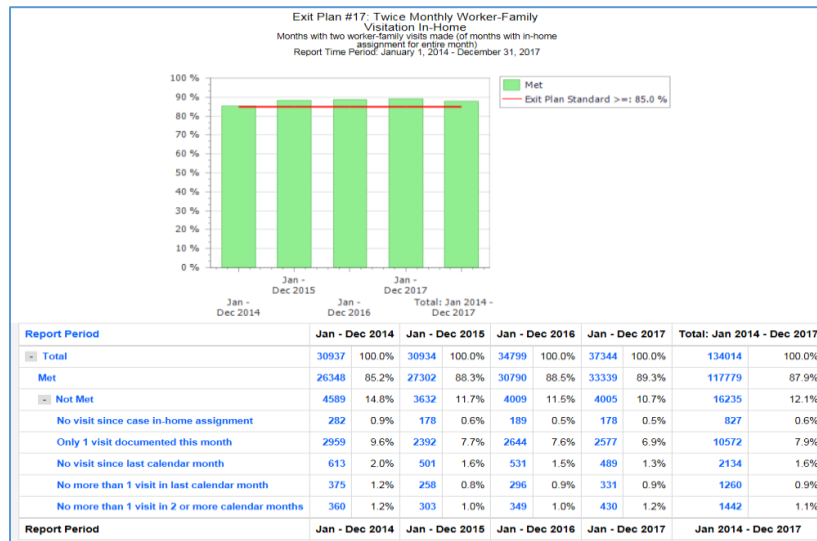 Exit Plan #17: Twice Monthly Worker-Family
Visitation In-Home
Months with two worker-family visits made (of months with in-home
assignment for entire month)
Report Time Period: January 1, 2014 - December 31, 2017
100 %
90 %
80 %
70 %
60 %
50 %
40 %
30 %
20 %
10 %
0 %
Met
Exit Plan Standard >=: 85.0 %
Jan -
Dec 2015
Jan -
Dec 2017
Jan -
Dec 2014
Jan -
Dec 2016
Total: Jan 2014 -
Dec 2017
Report Period Jan - Dec 2014 Jan - Dec 2015 Jan - Dec 2016 Jan - Dec 2017 Total: Jan 2014 - Dec 2017
- Total 30937 100.0% 30934 100.0% 34799 100.0% 37344 100.0% 134014 100.0%
Met 26348 85.2% 27302 88.3% 30790 88.5% 33339 89.3% 117779 87.9%
- Not Met 4589 14.8% 3632 11.7% 4009 11.5% 4005 10.7% 16235 12.1%
No visit since case in-home assignment 282 0.9% 178 0.6% 189 0.5% 178 0.5% 827 0.6%
Only 1 visit documented this month 2959 9.6% 2392 7.7% 2644 7.6% 2577 6.9% 10572 7.9%
No visit since last calendar month 613 2.0% 501 1.6% 531 1.5% 489 1.3% 2134 1.6%
No more than 1 visit in last calendar month 375 1.2% 258 0.8% 296 0.9% 331 0.9% 1260 0.9%
No more than 1 visit in 2 or more calendar months 360 1.2% 303 1.0% 349 1.0% 430 1.2% 1442 1.1%
Report Period Jan - Dec 2014 Jan - Dec 2015 Jan - Dec 2016 Jan - Dec 2017 Jan 2014 - Dec 2017